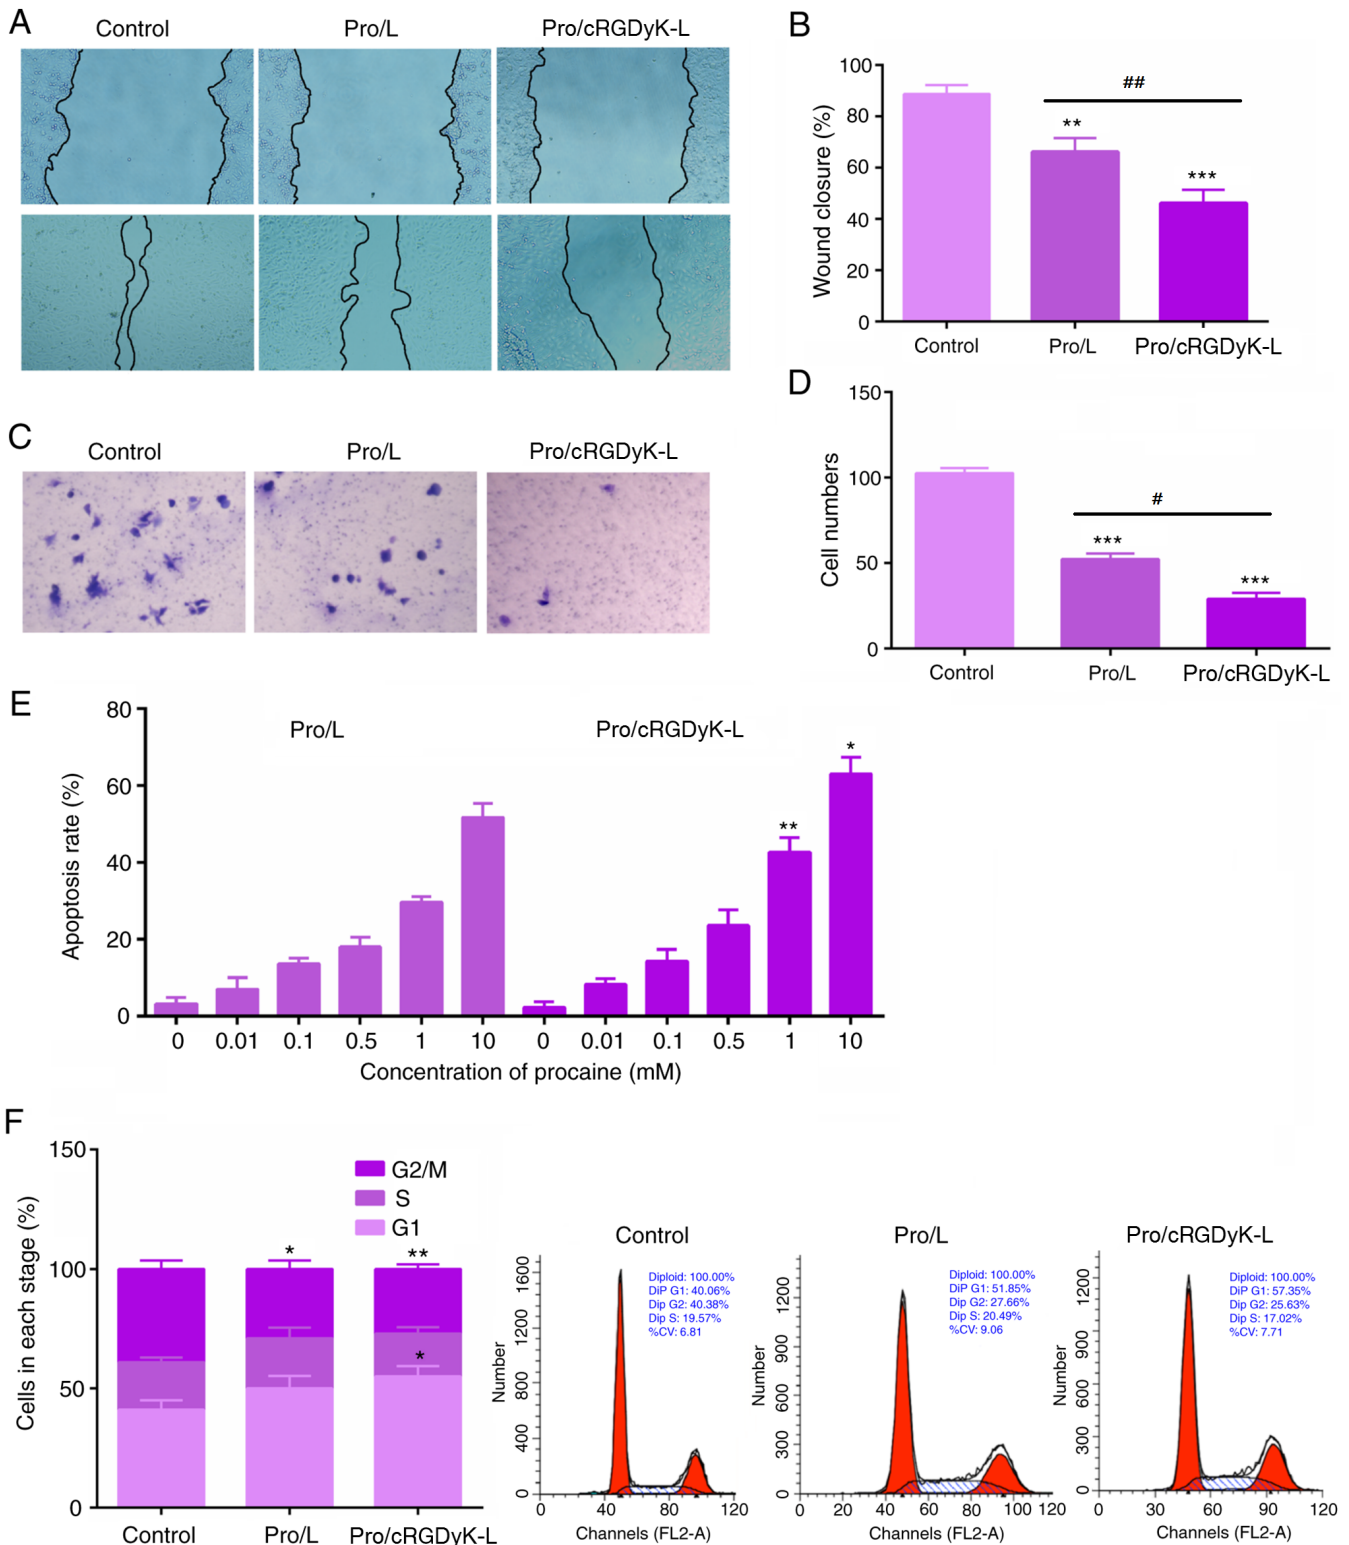 A
Control
Pro/L
Pro/cRGDyK-L
B
Wound closure (%)
100
80
60
40
20
0
##
**
***
Control
Pro/L
Pro/cRGDyK-L
C
Control
Pro/L
Pro/cRGDyK-L
D
Cell numbers
150
100
50
0
#
***
***
Control
Pro/L
Pro/cRGDyK-L
E
Apoptosis rate (%)
80
60
40
20
0
Pro/L
Pro/cRGDyK-L
**
*
0 0.01 0.1 0.5 1 10 0 0.01 0.1 0.5 1 10
Concentration of procaine (mM)
F
Cells in each stage (%)
150
100
50
0
G2/M
S
G1
*
**
*
Control
Pro/L
Pro/cRGDyK-L
Control
Number
1600
1200
800
400
0
Diploid: 100.00%
DiP G1: 40.06%
Dip G2: 40.38%
Dip S: 19.57%
%CV: 6.81
0 40 80 120
Channels (FL2-A)
Pro/L
Number
1200
900
600
300
0
Diploid: 100.00%
DiP G1: 51.85%
Dip G2: 27.66%
Dip S: 20.49%
%CV: 9.06
0 20 40 60 80 100 120
Channels (FL2-A)
Pro/cRGDyK-L
Number
1200
900
600
300
0
Diploid: 100.00%
DiP G1: 57.35%
Dip G2: 25.63%
Dip S: 17.02%
%CV: 7.71
0 30 60 90 120
Channels (FL2-A)